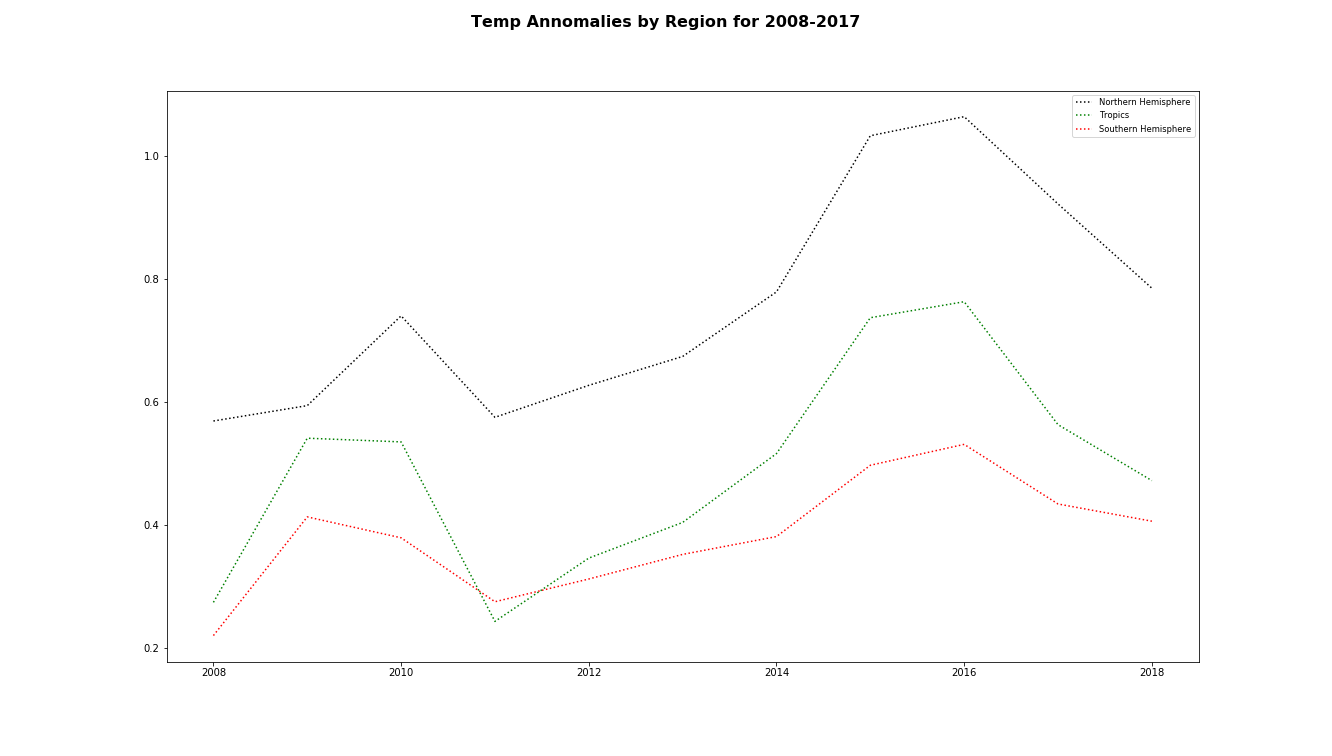 Temp Annomalies by Region for 2008-2017
Northern Hemisphere
Tropics
Southern Hemisphere
1.0
0.8
0.6
0.4
0.2
2008 2010 2012 2014 2016 2018